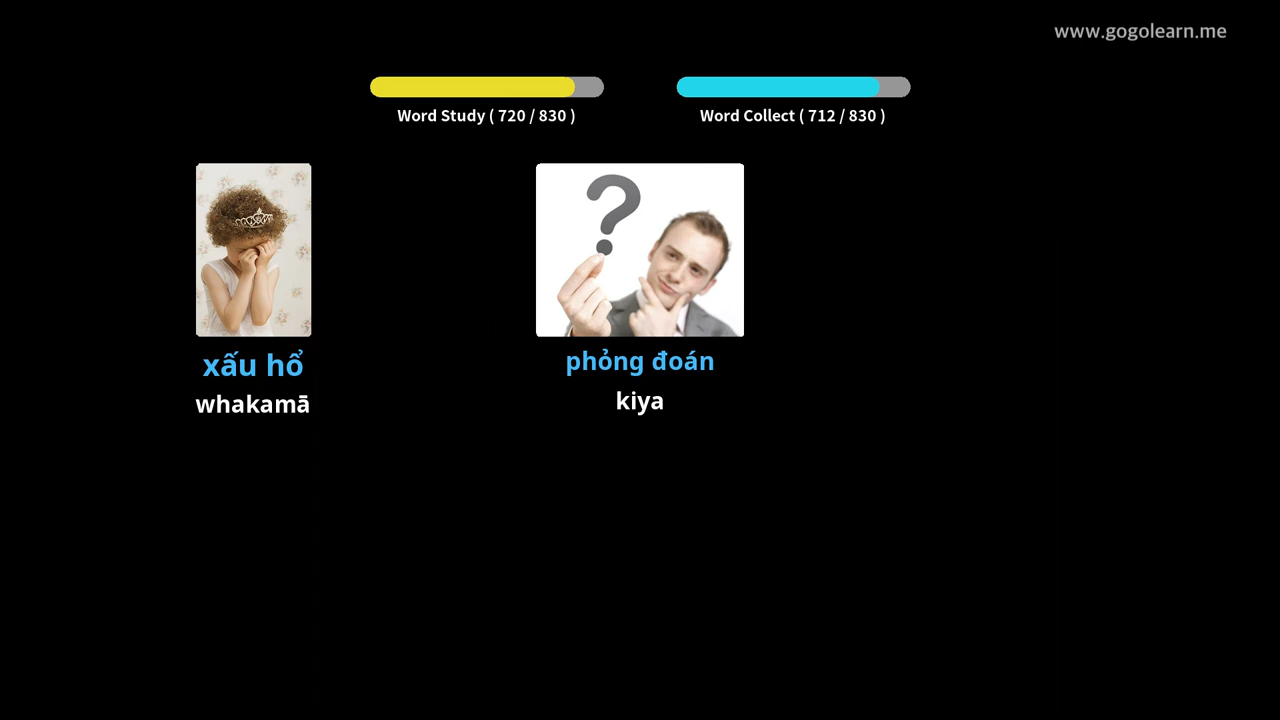 www.gogolearn.me
Word Study ( 720 / 830 )
Word Collect ( 712 / 830 )
xấu hổ
whakamā
phỏng đoán
kiya